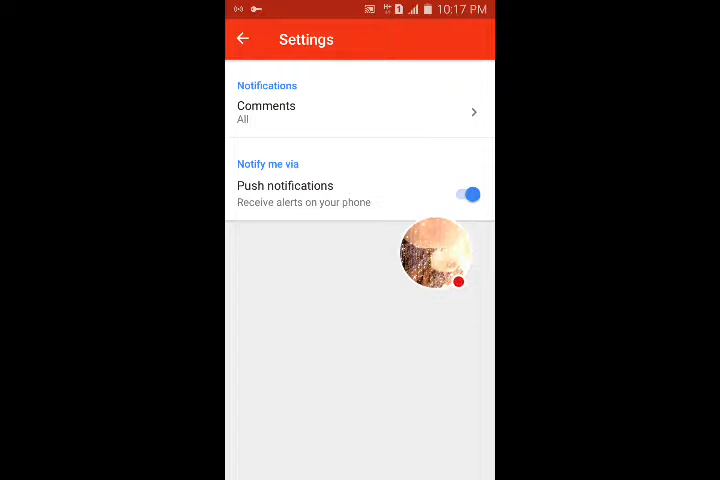 10:17 PM
Settings
Notifications
Comments
All
Notify me via
Push notifications
Receive alerts on your phone